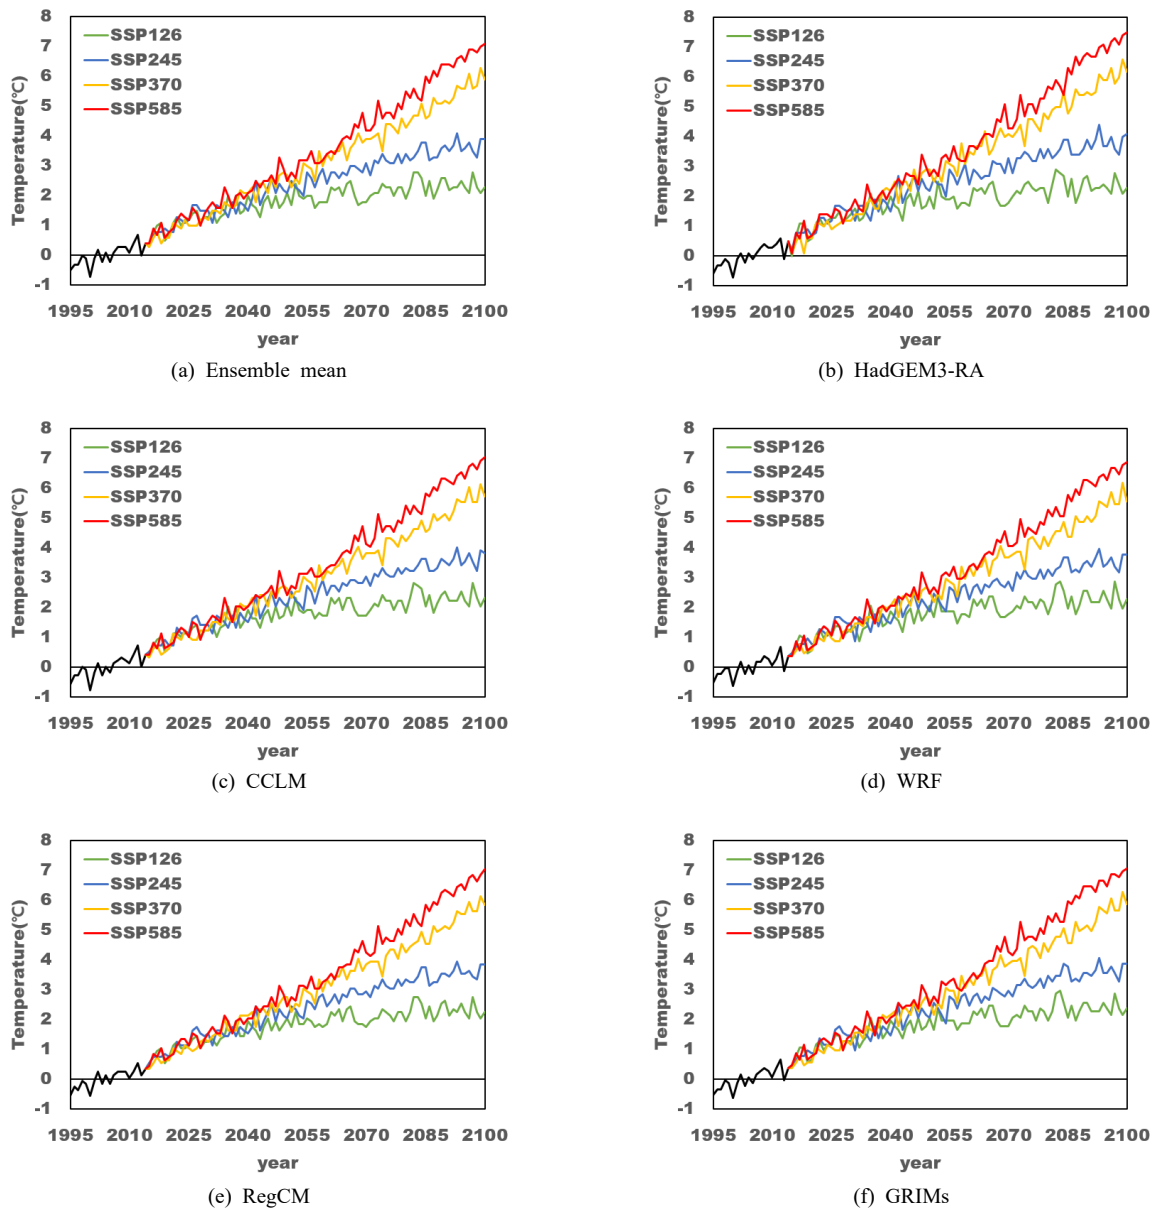 8
7
6
5
4
3
2
1
0
-1
Temperature(℃)
SSP126
SSP245
SSP370
SSP585
1995 2010 2025 2040 2055 2070 2085 2100
year
(a) Ensemble mean
8
7
6
5
4
3
2
1
0
-1
Temperature(℃)
SSP126
SSP245
SSP370
SSP585
1995 2010 2025 2040 2055 2070 2085 2100
year
(b) HadGEM3-RA
8
7
6
5
4
3
2
1
0
-1
Temperature(℃)
SSP126
SSP245
SSP370
SSP585
1995 2010 2025 2040 2055 2070 2085 2100
year
(c) CCLM
8
7
6
5
4
3
2
1
0
-1
Temperature(℃)
SSP126
SSP245
SSP370
SSP585
1995 2010 2025 2040 2055 2070 2085 2100
year
(d) WRF
8
7
6
5
4
3
2
1
0
-1
Temperature(℃)
SSP126
SSP245
SSP370
SSP585
1995 2010 2025 2040 2055 2070 2085 2100
year
(e) RegCM
8
7
6
5
4
3
2
1
0
-1
Temperature(℃)
SSP126
SSP245
SSP370
SSP585
1995 2010 2025 2040 2055 2070 2085 2100
year
(f) GRIMs